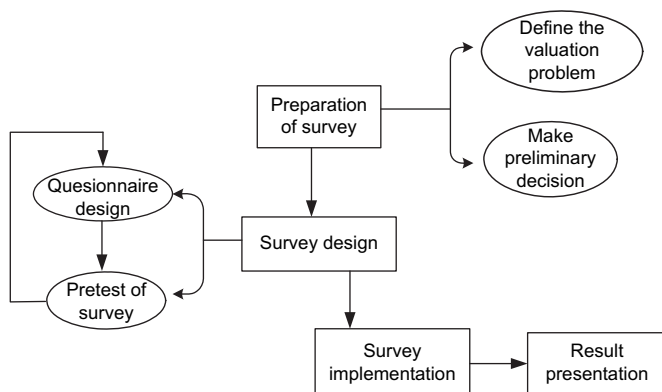 Define the
valuation
problem
Preparation
of survey
Make
preliminary
decision
Quesionnaire
design
Survey design
Pretest of
survey
Survey
implementation
Result
presentation